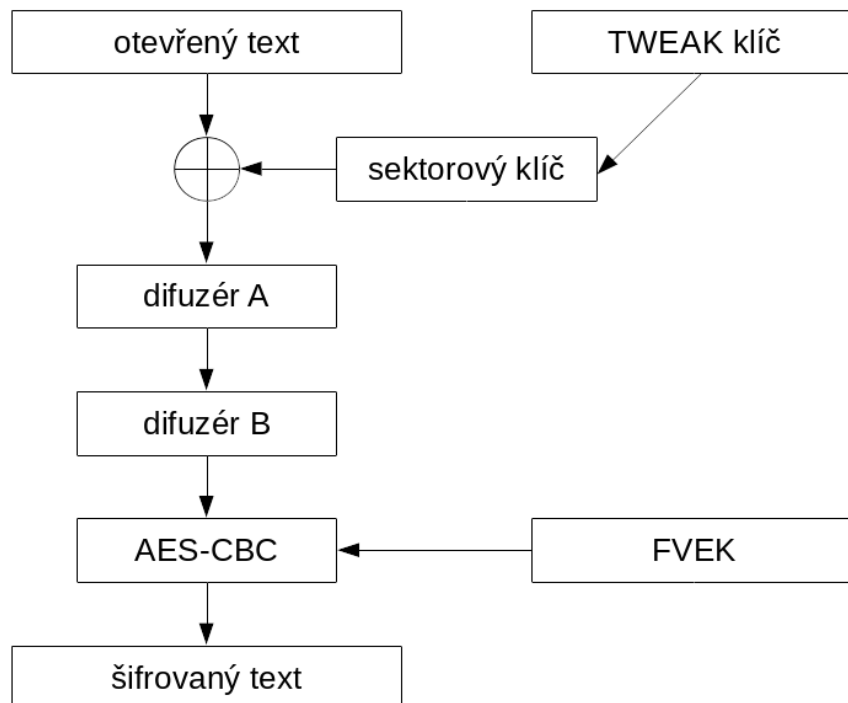 otevřený text
TWEAK klíč
sektorový klíč
difuzér A
difuzér B
AES-CBC
FVEK
šifrovaný text